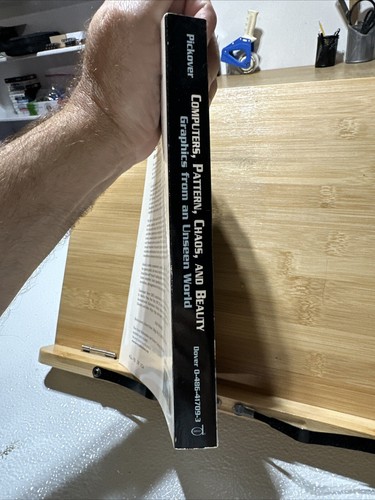 Pickover
COMPUTERS, PATTERN, CHAOS, AND BEAUTY
Graphics from an Unseen World
Dover 0-486-41709-3